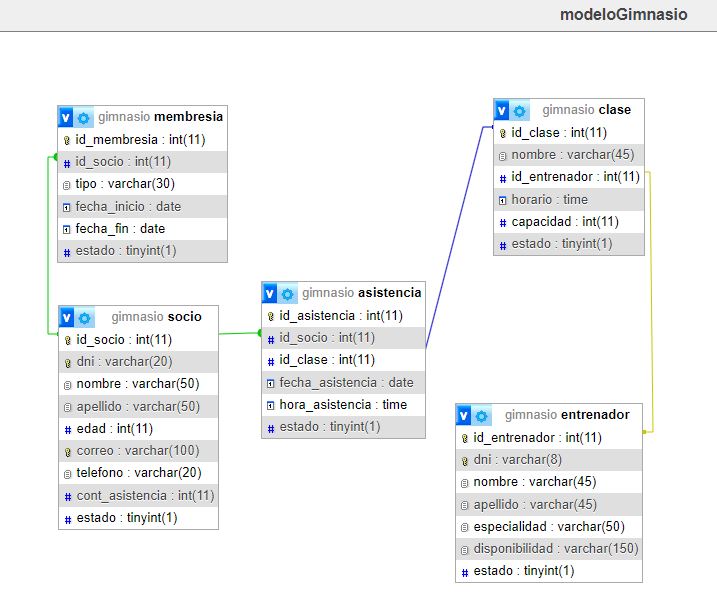 modeloGimnasio
v gimnasio membresia
id_membresia : int(11)
# id_socio : int(11)
tipo : varchar(30)
fecha_inicio : date
fecha_fin : date
# estado : tinyint(1)
v gimnasio clase
id_clase : int(11)
nombre : varchar(45)
# id_entrenador : int(11)
horario : time
# capacidad : int(11)
# estado : tinyint(1)
v gimnasio socio
id_socio : int(11)
dni : varchar(20)
nombre : varchar(50)
apellido : varchar(50)
# edad : int(11)
correo : varchar(100)
telefono : varchar(20)
# cont_asistencia : int(11)
# estado : tinyint(1)
v gimnasio asistencia
id_asistencia : int(11)
# id_socio : int(11)
# id_clase : int(11)
fecha_asistencia : date
hora_asistencia : time
# estado : tinyint(1)
v gimnasio entrenador
id_entrenador : int(11)
dni : varchar(8)
nombre : varchar(45)
apellido : varchar(45)
especialidad : varchar(50)
disponibilidad : varchar(150)
# estado : tinyint(1)